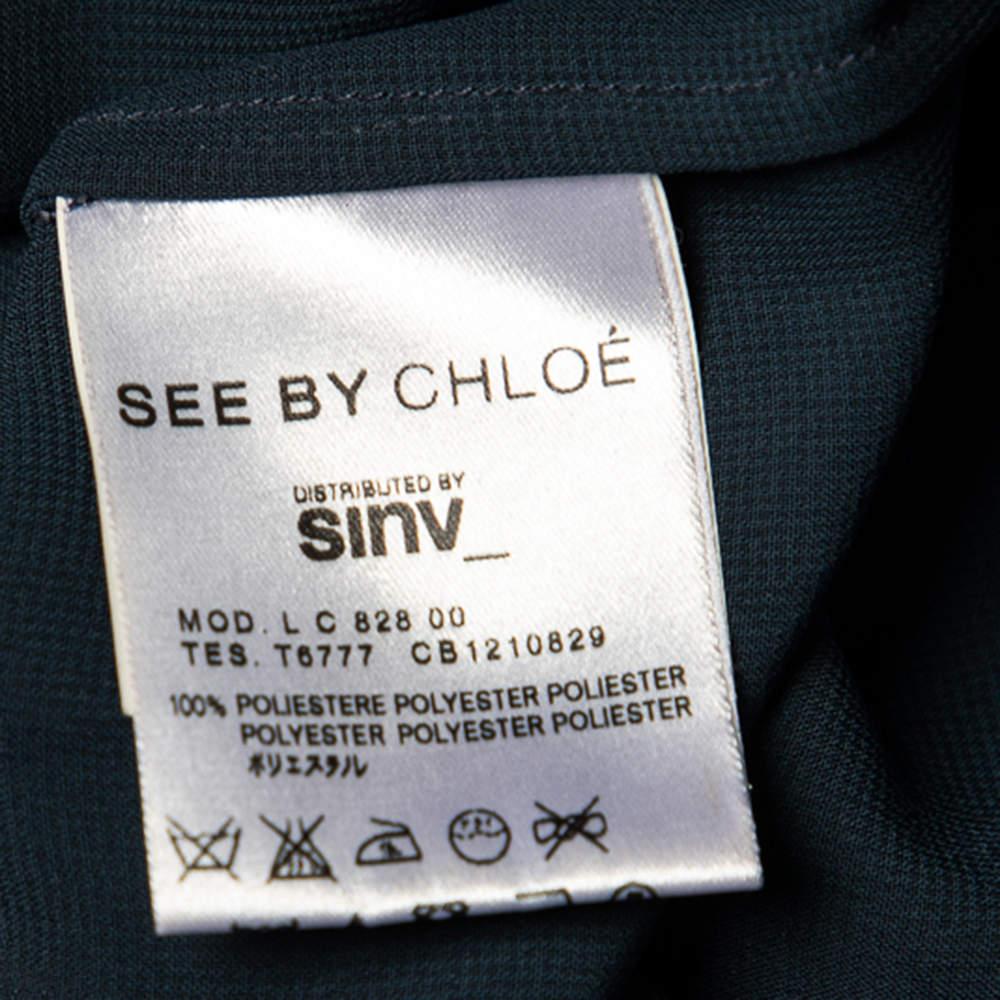 SEE BY CHLOÉ
DISTRIBUTED BY
sinv_
MOD. L C 828 00
TES. T6777 CB1210829
100% POLIESTERE POLYESTER POLIESTER
POLYESTER POLYESTER POLIESTER
ポリエステル